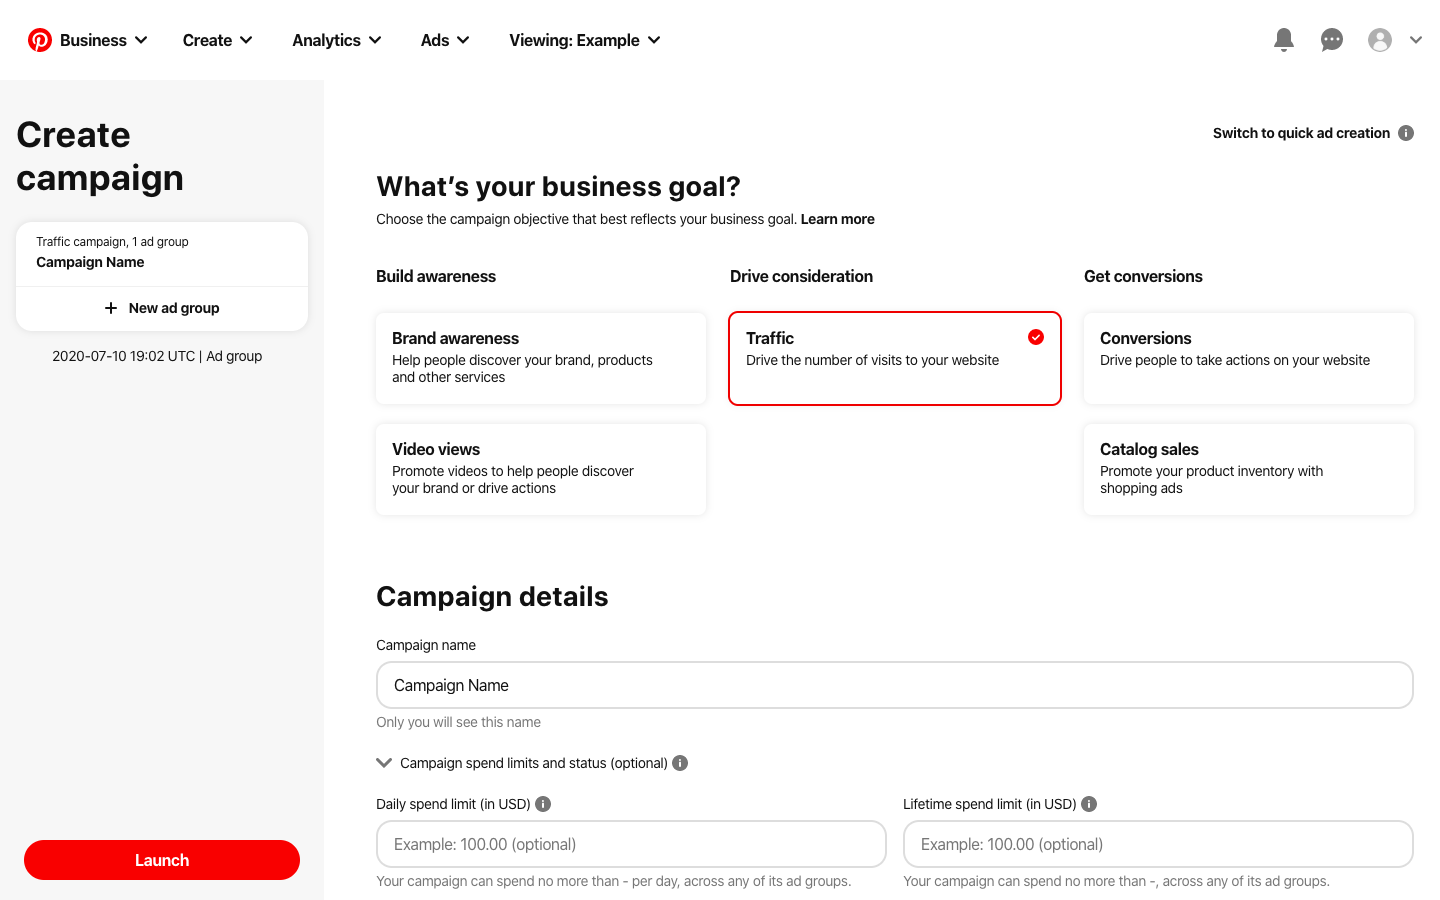 Business
Create
Analytics
Ads
Viewing: Example
Create
campaign
Traffic campaign, 1 ad group
Campaign Name
New ad group
2020-07-10 19:02 UTC | Ad group
Launch
Switch to quick ad creation
What's your business goal?
Choose the campaign objective that best reflects your business goal. Learn more
Build awareness
Brand awareness
Help people discover your brand, products
and other services
Video views
Promote videos to help people discover
your brand or drive actions
Drive consideration
Traffic
Drive the number of visits to your website
Get conversions
Conversions
Drive people to take actions on your website
Catalog sales
Promote your product inventory with
shopping ads
Campaign details
Campaign name
Campaign Name
Only you will see this name
Campaign spend limits and status (optional)
Daily spend limit (in USD)
Example: 100.00 (optional)
Your campaign can spend no more than - per day, across any of its ad groups.
Lifetime spend limit (in USD)
Example: 100.00 (optional)
Your campaign can spend no more than -, across any of its ad groups.